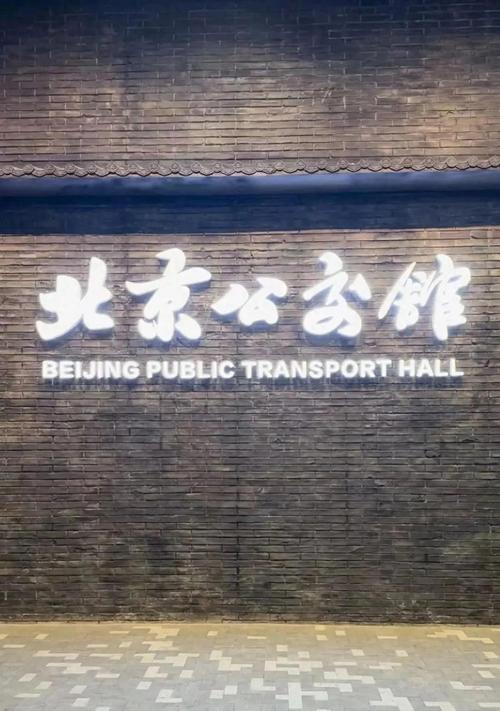 北京公交館
BEIJING PUBLIC TRANSPORT HALL